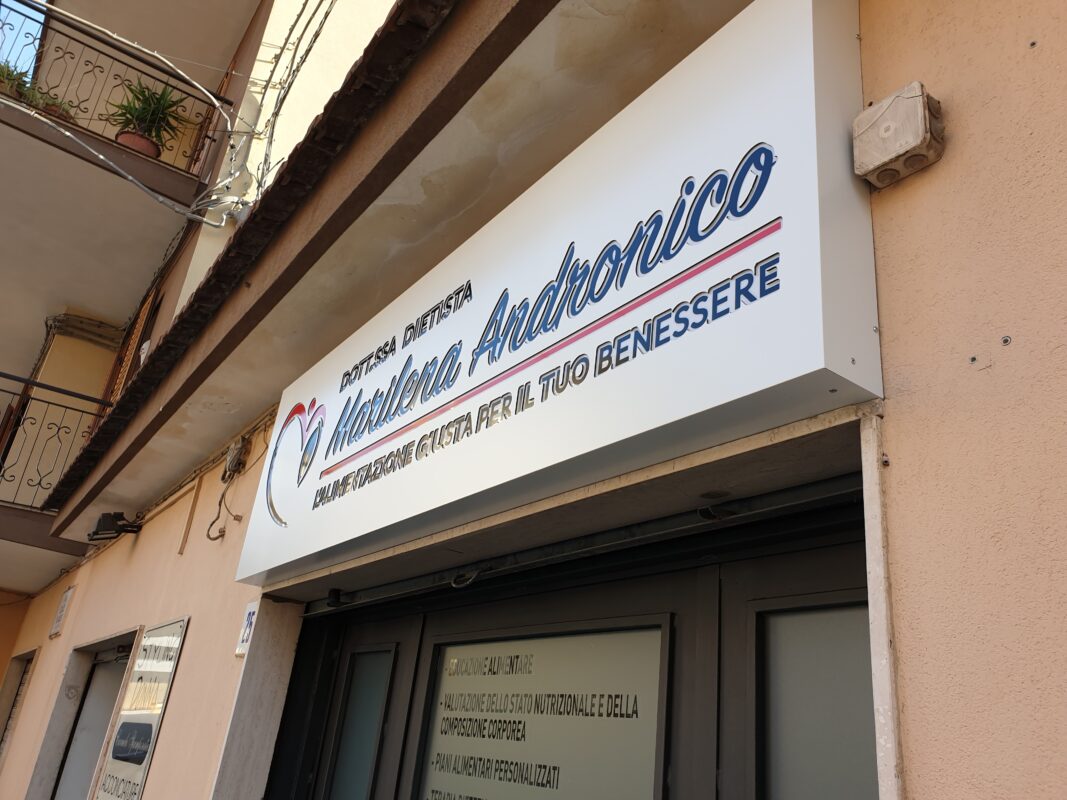 DOTT.SSA DIETISTA
Marilena Andronico
L'ALIMENTAZIONE GIUSTA PER IL TUO BENESSERE
25
- EDUCAZIONE ALIMENTARE
- VALUTAZIONE DELLO STATO NUTRIZIONALE E DELLA
COMPOSIZIONE CORPOREA
- PIANI ALIMENTARI PERSONALIZZATI
ACCONCIATURE